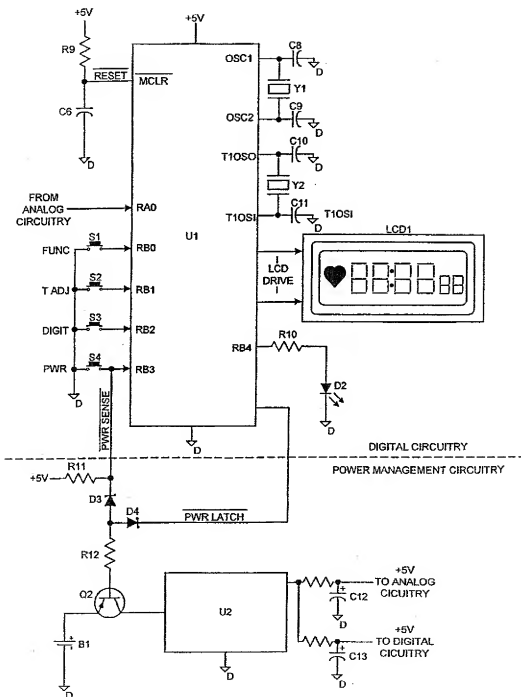 +5V
+5V
R9
RESET
MCLR
C6
D
OSC1
C8
D
Y1
OSC2
C9
D
T1OSO
C10
D
Y2
T1OSI
C11
D
T1OSI
FROM
ANALOG
CIRCUITRY
RA0
U1
LCD1
FUNC
S1
RB0
T ADJ
S2
RB1
DIGIT
S3
RB2
PWR
S4
RB3
D
LCD
DRIVE
RB4
R10
D2
D
D
PWR SENSE
DIGITAL CIRCUITRY
POWER MANAGEMENT CIRCUITRY
R11
+5V
D3
D4
PWR LATCH
R12
Q2
B1
D
U2
D
+5V
TO ANALOG
CICUITRY
C12
D
+5V
TO DIGITAL
CICUITRY
C13
D